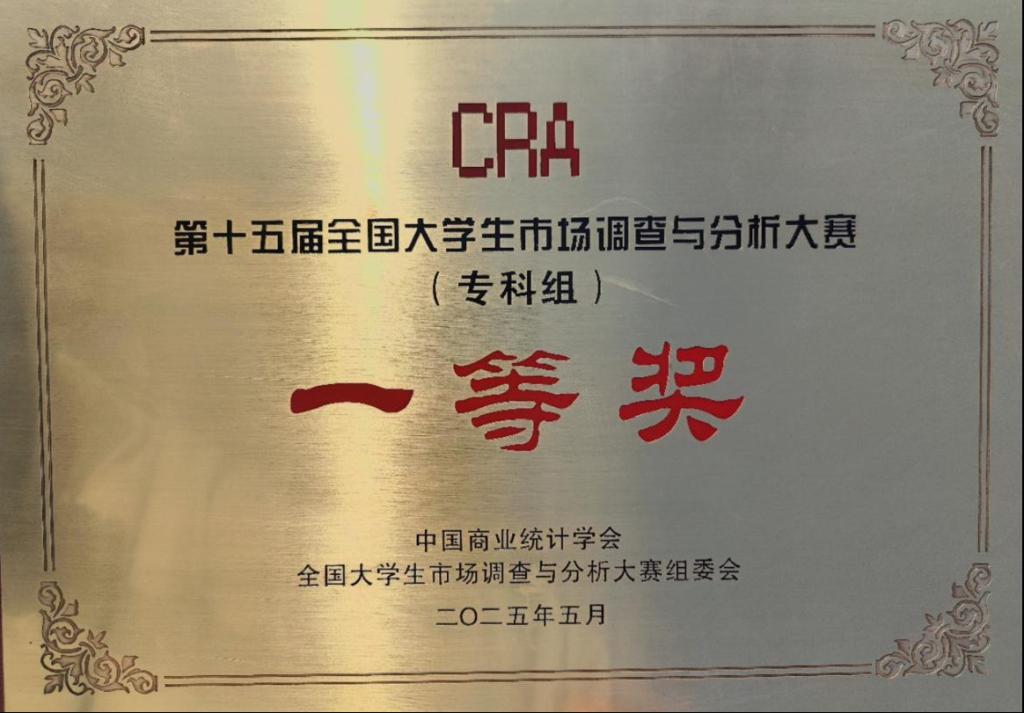 CRA
第十五届全国大学生市场调查与分析大赛
（专科组）
一等奖
中国商业统计学会
全国大学生市场调查与分析大赛组委会
二〇二五年五月